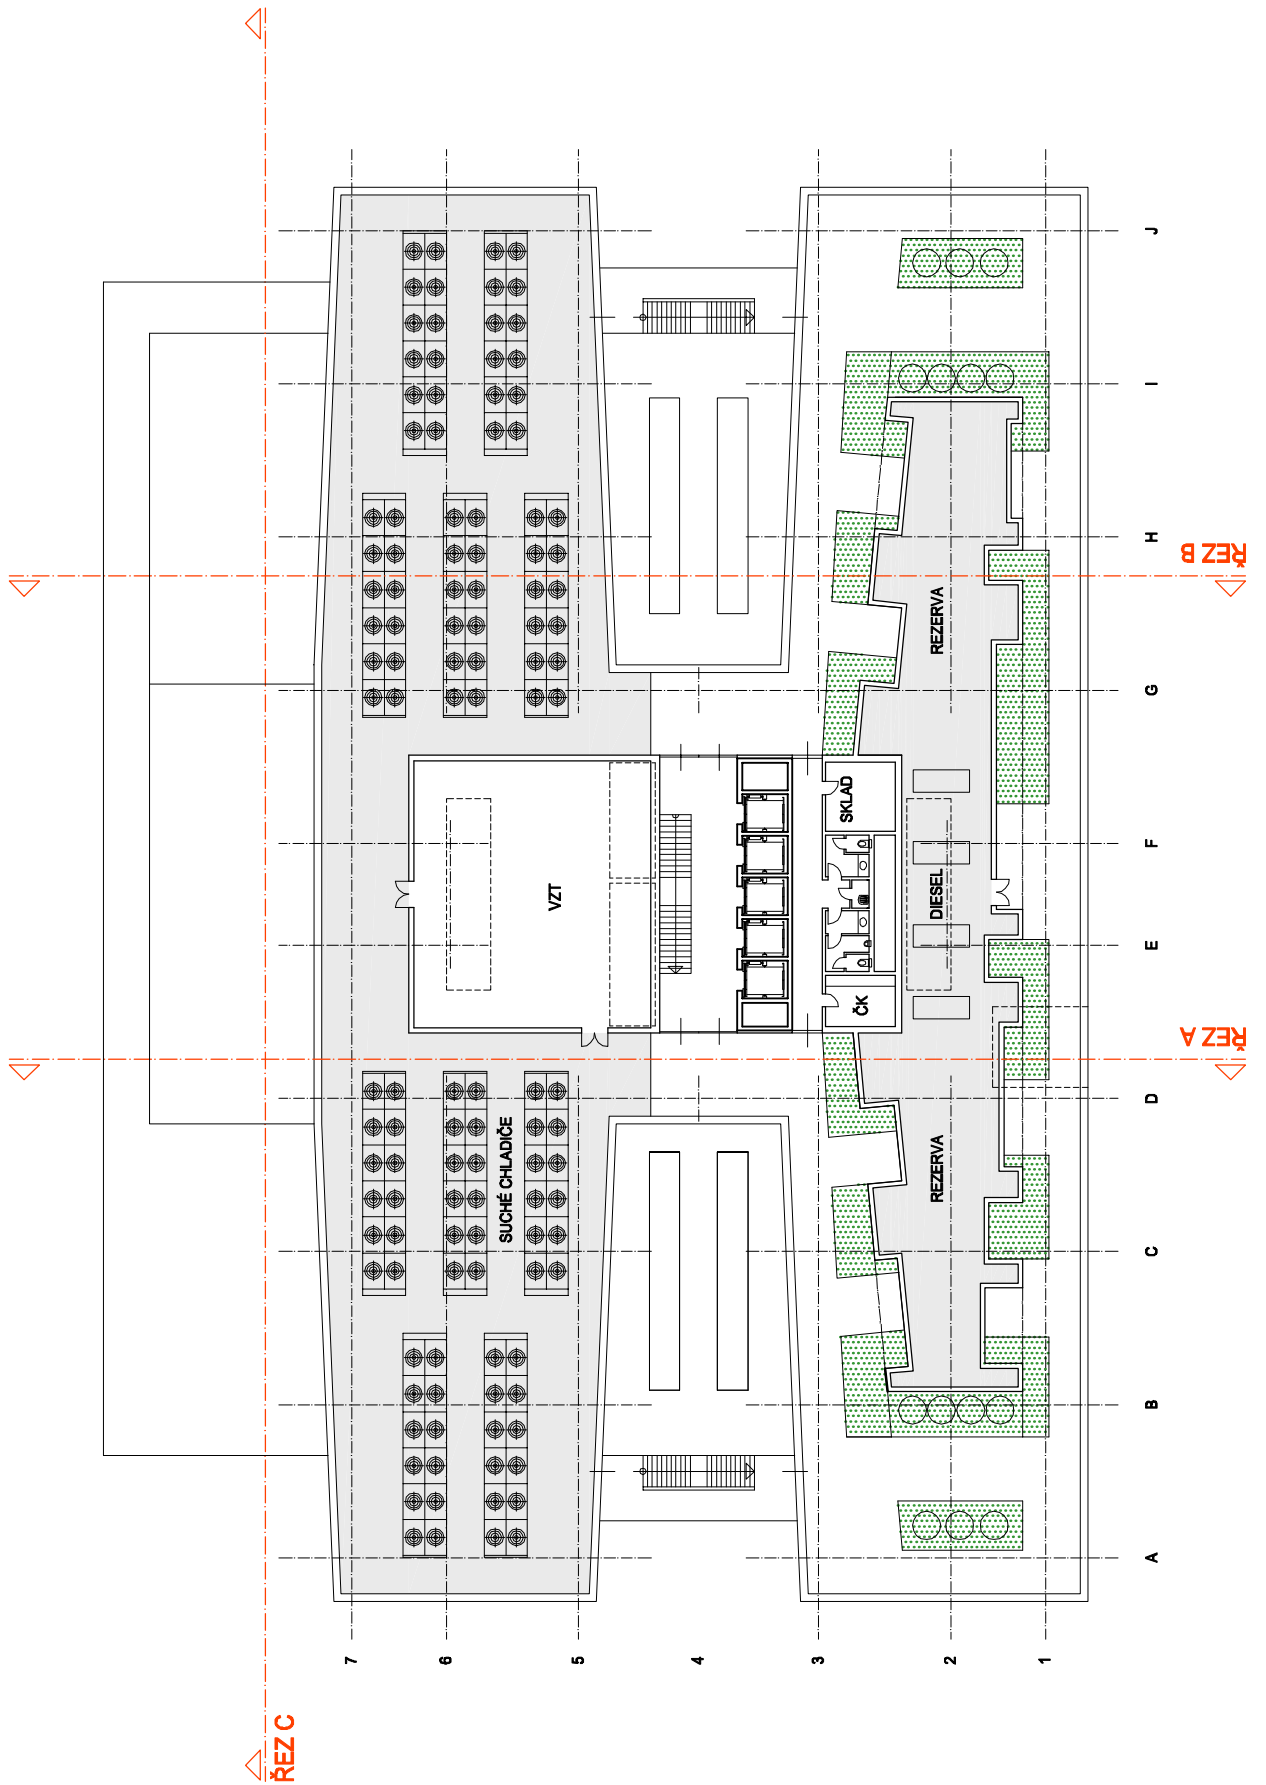 ŘEZ C
ŘEZ B
ŘEZ A
SUCHÉ CHLADIČE
VZT
SKLAD
ČK
DIESEL
REZERVA
REZERVA
7
6
5
4
3
2
1
A
B
C
D
E
F
G
H
I
J